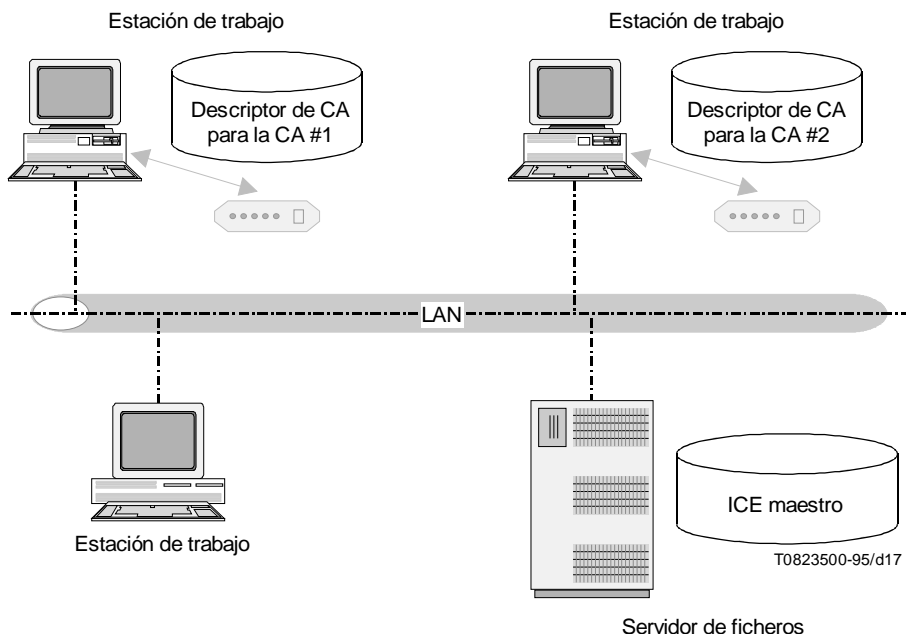 Estación de trabajo
Estación de trabajo
Descriptor de CA
para la CA #1
Descriptor de CA
para la CA #2
LAN
Estación de trabajo
ICE maestro
T0823500-95/d17
Servidor de ficheros